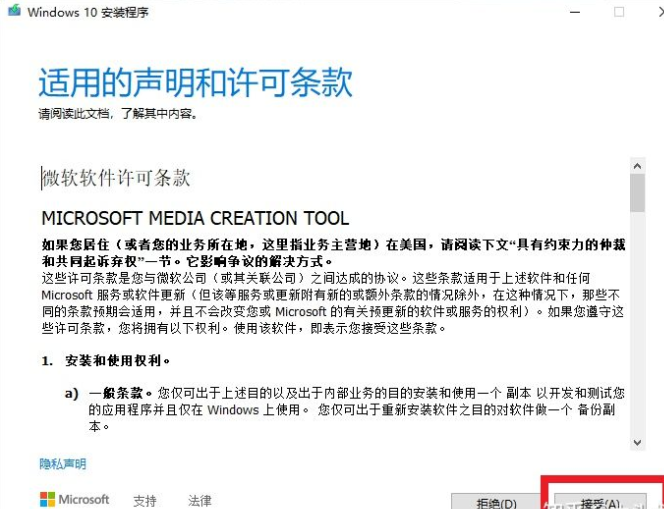 Windows 10 安装程序
适用的声明和许可条款
请阅读此文档，了解其中内容。
微软软件许可条款
MICROSOFT MEDIA CREATION TOOL
如果您居住（或者您的业务所在地，这里指业务主营地）在美国，请阅读下文“具有约束力的仲裁
和共同起诉弃权”一节。它影响争议的解决方式。
这些许可条款是您与微软公司（或其关联公司）之间达成的协议。这些条款适用于上述软件和任何
Microsoft 服务或软件更新（但该等服务或更新附有新的或额外条款的情况除外，在这种情况下，那些不
同的条款预期会适用，并且不会改变您或 Microsoft 的有关预更新的软件或服务的权利）。如果您遵守这
些许可条款，您将拥有以下权利。使用该软件，即表示您接受这些条款。
1. 安装和使用权利。
a) 一般条款。您仅可出于上述目的以及出于内部业务的目的安装和使用一个 副本 以开发和测试您
的应用程序并且仅在 Windows 上使用。 您仅可出于重新安装软件之目的对软件做一个 备份副
本。
隐私声明
Microsoft 支持 法律
拒绝(D) 接受(A)